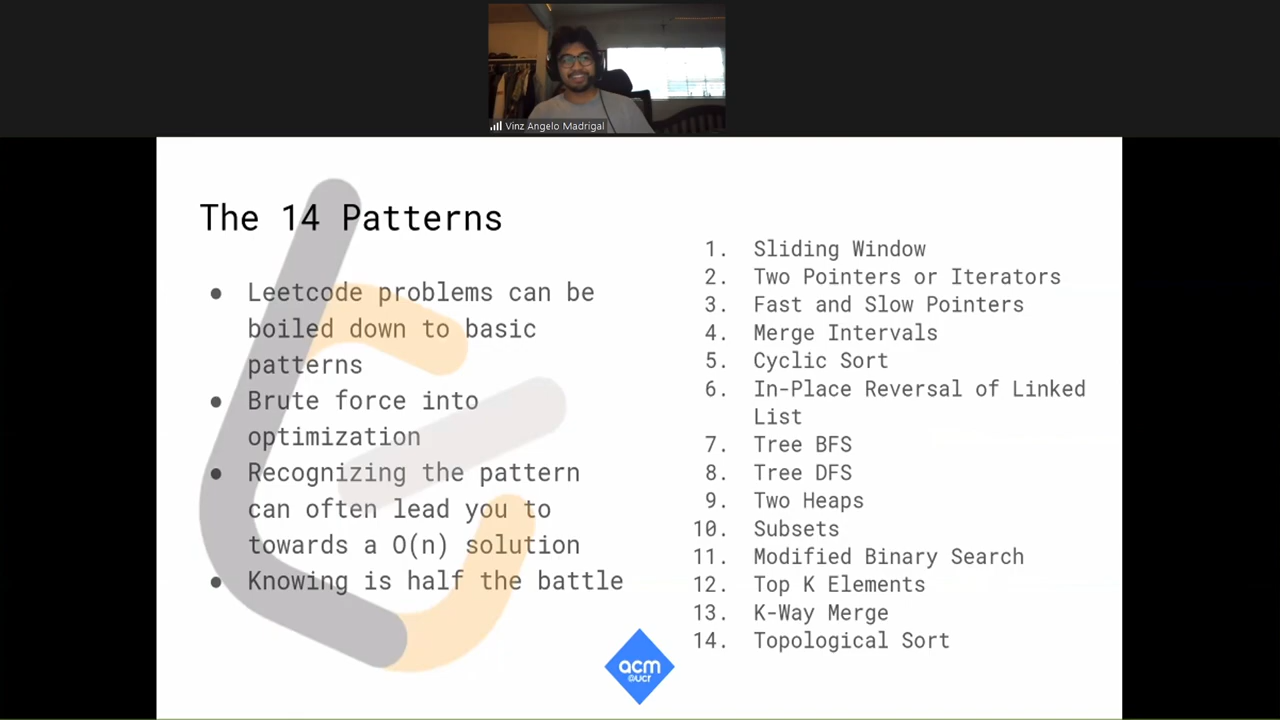 Vinz Angelo Madrigal
The 14 Patterns
● Leetcode problems can be
boiled down to basic
patterns
● Brute force into
optimization
● Recognizing the pattern
can often lead you to
towards a O(n) solution
● Knowing is half the battle
1. Sliding Window
2. Two Pointers or Iterators
3. Fast and Slow Pointers
4. Merge Intervals
5. Cyclic Sort
6. In-Place Reversal of Linked
List
7. Tree BFS
8. Tree DFS
9. Two Heaps
10. Subsets
11. Modified Binary Search
12. Top K Elements
13. K-Way Merge
14. Topological Sort
acm
@UCR